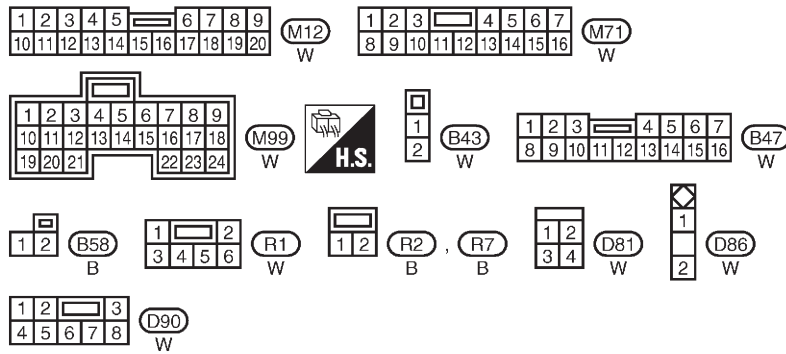 1 2 3 4 5 6 7 8 9
10 11 12 13 14 15 16 17 18 19 20
M12
W
1 2 3 4 5 6 7
8 9 10 11 12 13 14 15 16
M71
W
1 2 3 4 5 6 7 8 9
10 11 12 13 14 15 16 17 18
19 20 21 22 23 24
M99
W
H.S.
1
2
B43
W
1 2 3 4 5 6 7
8 9 10 11 12 13 14 15 16
B47
W
1 2
B58
B
1 2
3 4 5 6
R1
W
1 2
R2 , R7
B B
1 2
3 4
D81
W
1
2
D86
W
1 2 3
4 5 6 7 8
D90
W